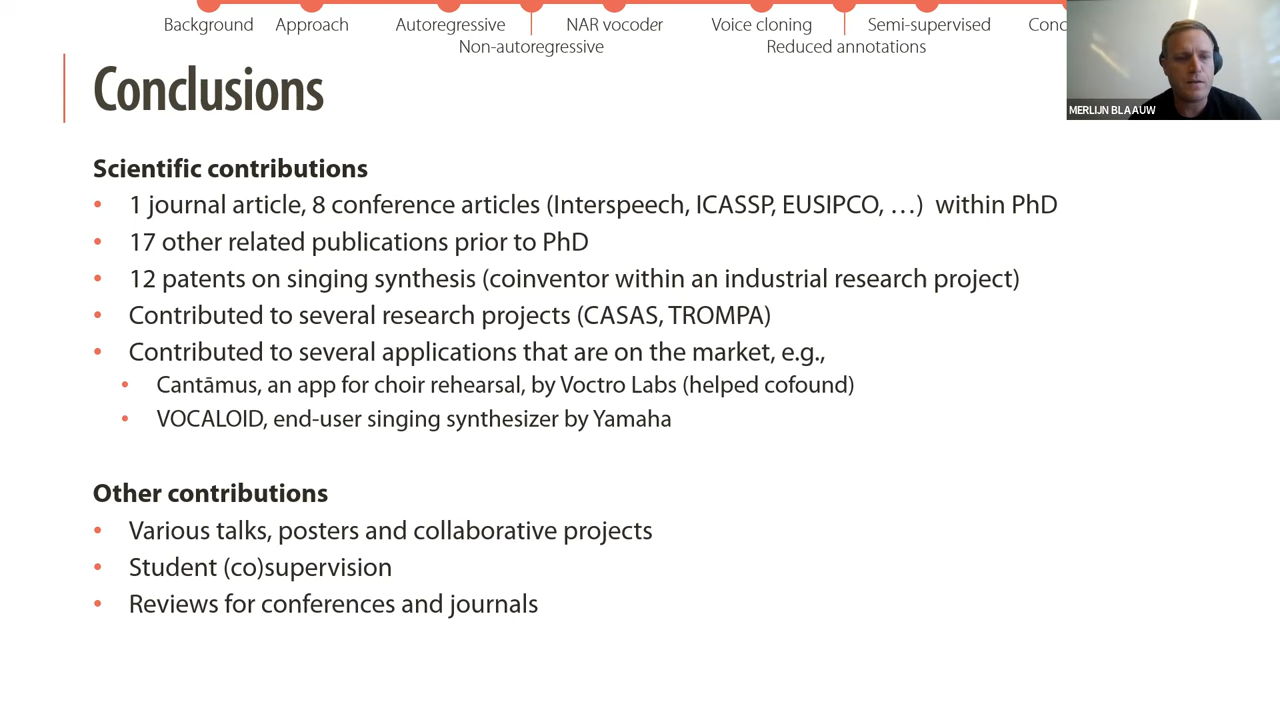 Background
Approach
Autoregressive
Non-autoregressive
NAR vocoder
Voice cloning
Reduced annotations
Semi-supervised
Conc
MERLIJN BLAAUW
Conclusions
Scientific contributions
• 1 journal article, 8 conference articles (Interspeech, ICASSP, EUSIPCO, …) within PhD
• 17 other related publications prior to PhD
• 12 patents on singing synthesis (coinventor within an industrial research project)
• Contributed to several research projects (CASAS, TROMPA)
• Contributed to several applications that are on the market, e.g.,
• Cantāmus, an app for choir rehearsal, by Voctro Labs (helped cofound)
• VOCALOID, end-user singing synthesizer by Yamaha
Other contributions
• Various talks, posters and collaborative projects
• Student (co)supervision
• Reviews for conferences and journals